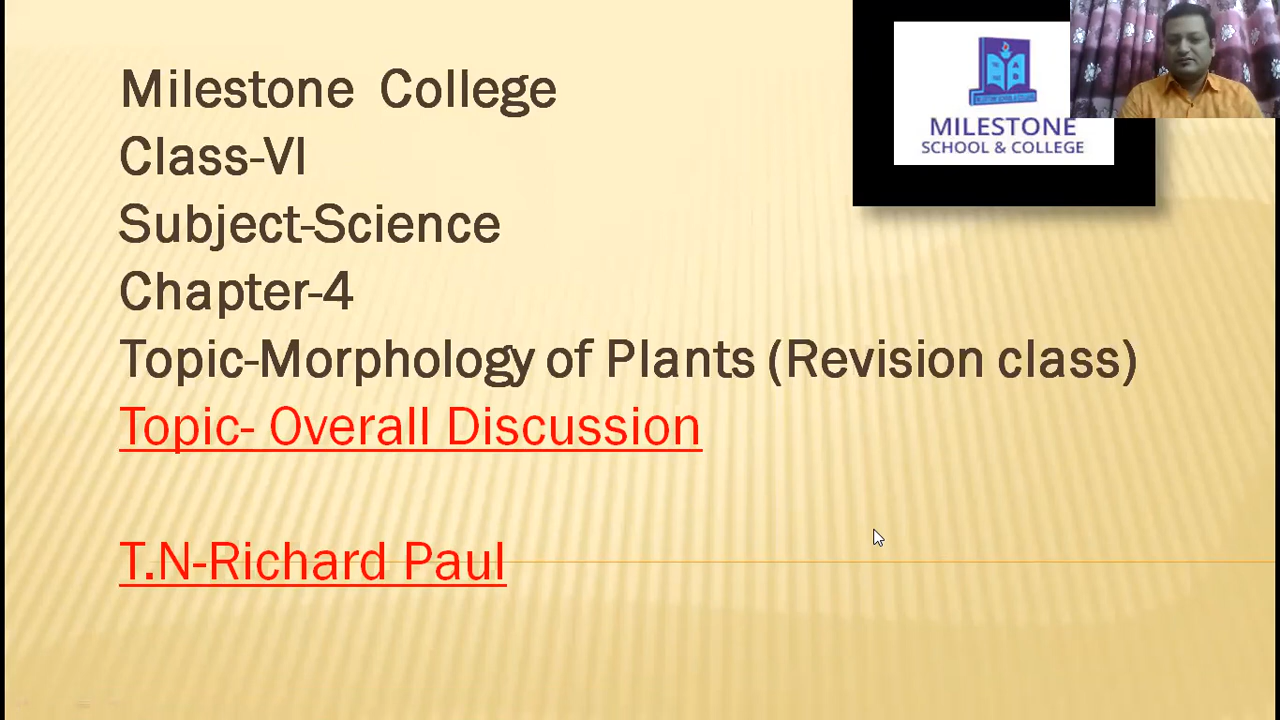 Milestone College
Class-VI
Subject-Science
Chapter-4
Topic-Morphology of Plants (Revision class)
Topic- Overall Discussion
T.N-Richard Paul
MILESTONE
SCHOOL & COLLEGE